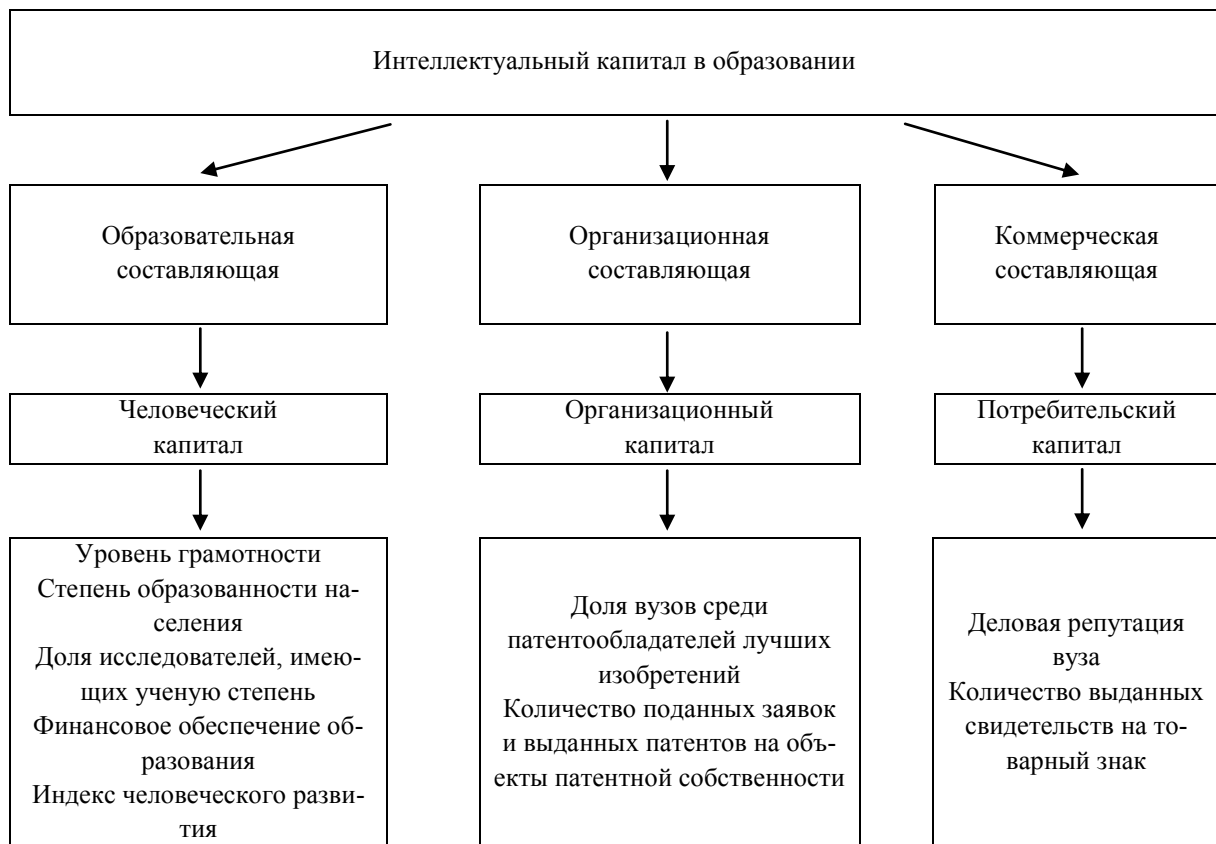 Интеллектуальный капитал в образовании
Образовательная
составляющая
Организационная
составляющая
Коммерческая
составляющая
Человеческий
капитал
Организационный
капитал
Потребительский
капитал
Уровень грамотности
Степень образованности на-
селения
Доля исследователей, имею-
щих ученую степень
Финансовое обеспечение об-
разования
Индекс человеческого разви-
тия
Доля вузов среди
патентообладателей лучших
изобретений
Количество поданных заявок
и выданных патентов на объ-
екты патентной собственности
Деловая репутация
вуза
Количество выданных
свидетельств на то-
варный знак